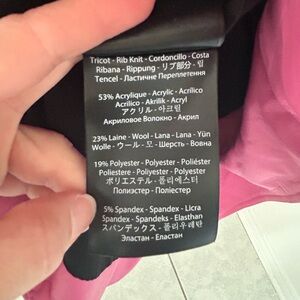 Tricot - Rib Knit - Cordoncillo - Costa
Ribana - Rippung - リブ部分 - 립
Tencel - Ластичне Переплетення
53% Acrylique - Acrylic - Acrílico
Acrilico - Akrilik - Acryl
アクリル - 아크릴
Акриловое Волокно - Акрил
23% Laine - Wool - Lana - Lana - Yün
Wolle - ウール - 모 - Шерсть - Вовна
19% Polyester - Polyester - Poliéster
Poliestere - Polyester - Polyester
ポリエステル - 폴리에스터
Полиэстер - Поліестер
5% Spandex - Spandex - Licra
Spandex - Spandeks - Elasthan
スパンデックス - 폴리우레탄
Эластан - Еластан